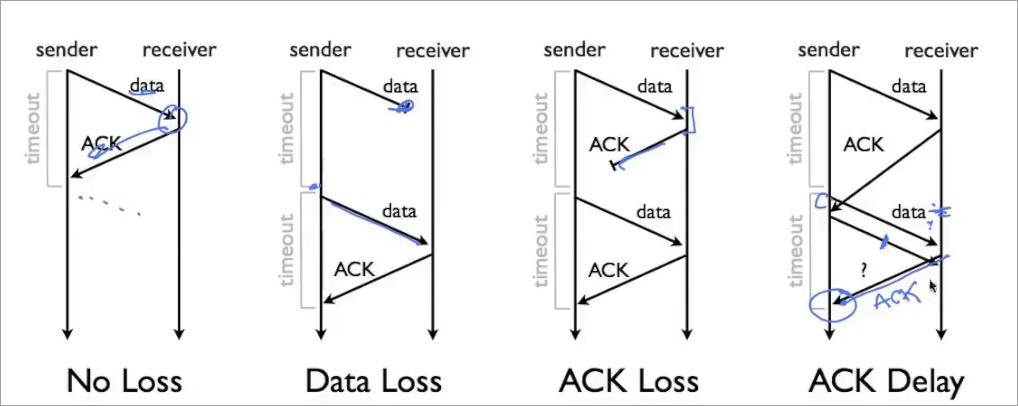 sender receiver
data
ACK
timeout
No Loss
sender receiver
data
timeout
data
ACK
timeout
Data Loss
sender receiver
data
ACK
timeout
data
ACK
timeout
ACK Loss
sender receiver
data
ACK
timeout
data
?
ACK
timeout
ACK Delay